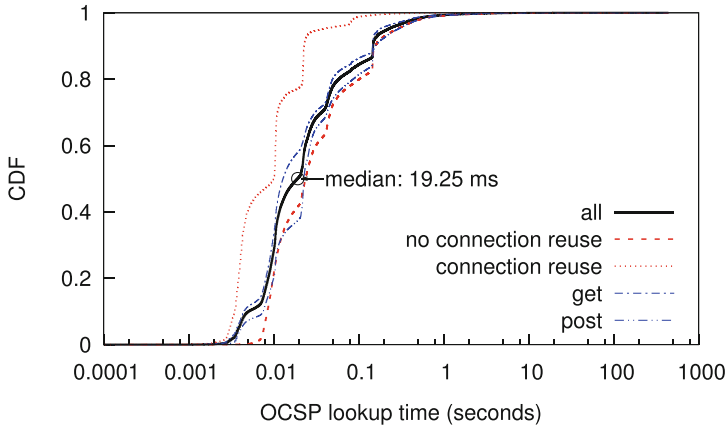 1
0.8
0.6
0.4
0.2
0
CDF
median: 19.25 ms
all
no connection reuse
connection reuse
get
post
0.0001 0.001 0.01 0.1 1 10 100 1000
OCSP lookup time (seconds)